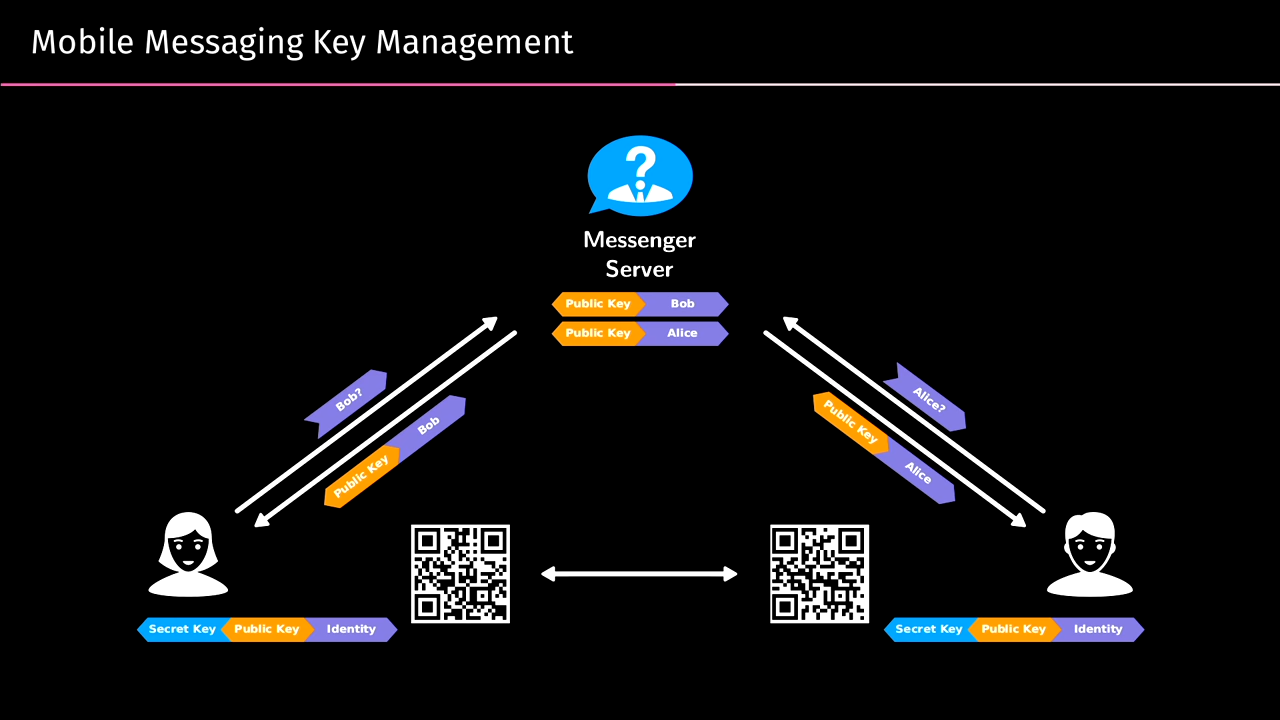 Mobile Messaging Key Management
?
Messenger
Server
Public Key Bob
Public Key Alice
Bob?
Public Key Bob
Alice?
Public Key Alice
Secret Key Public Key Identity
Secret Key Public Key Identity